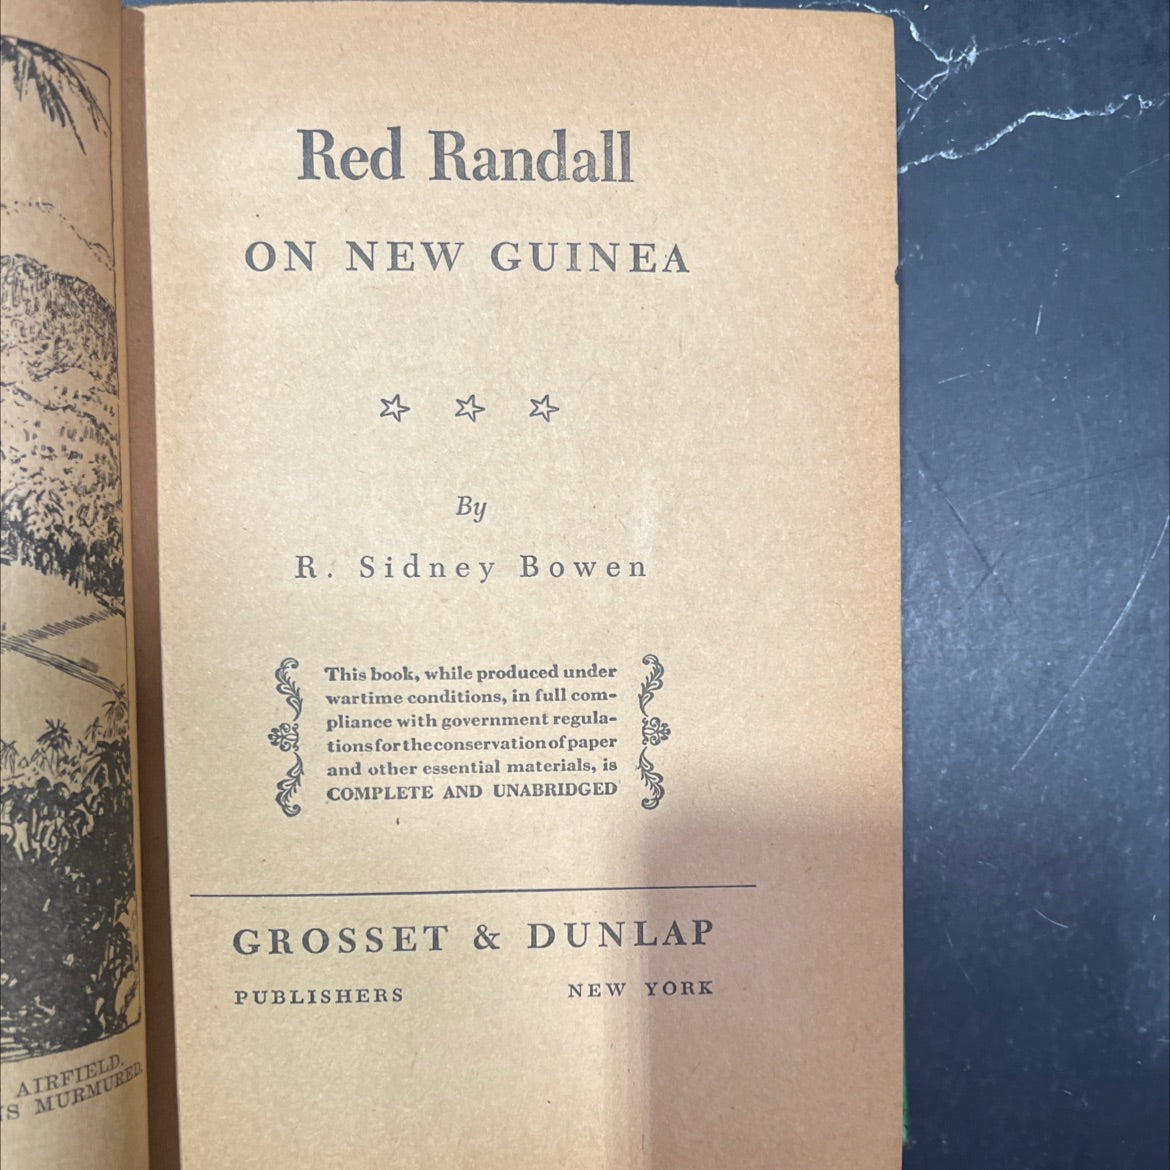 Red Randall
ON NEW GUINEA
By
R. Sidney Bowen
This book, while produced under
wartime conditions, in full com-
pliance with government regula-
tions for the conservation of paper
and other essential materials, is
COMPLETE AND UNABRIDGED
GROSSET & DUNLAP
PUBLISHERS NEW YORK
AIRFIELD.
MURMURED.